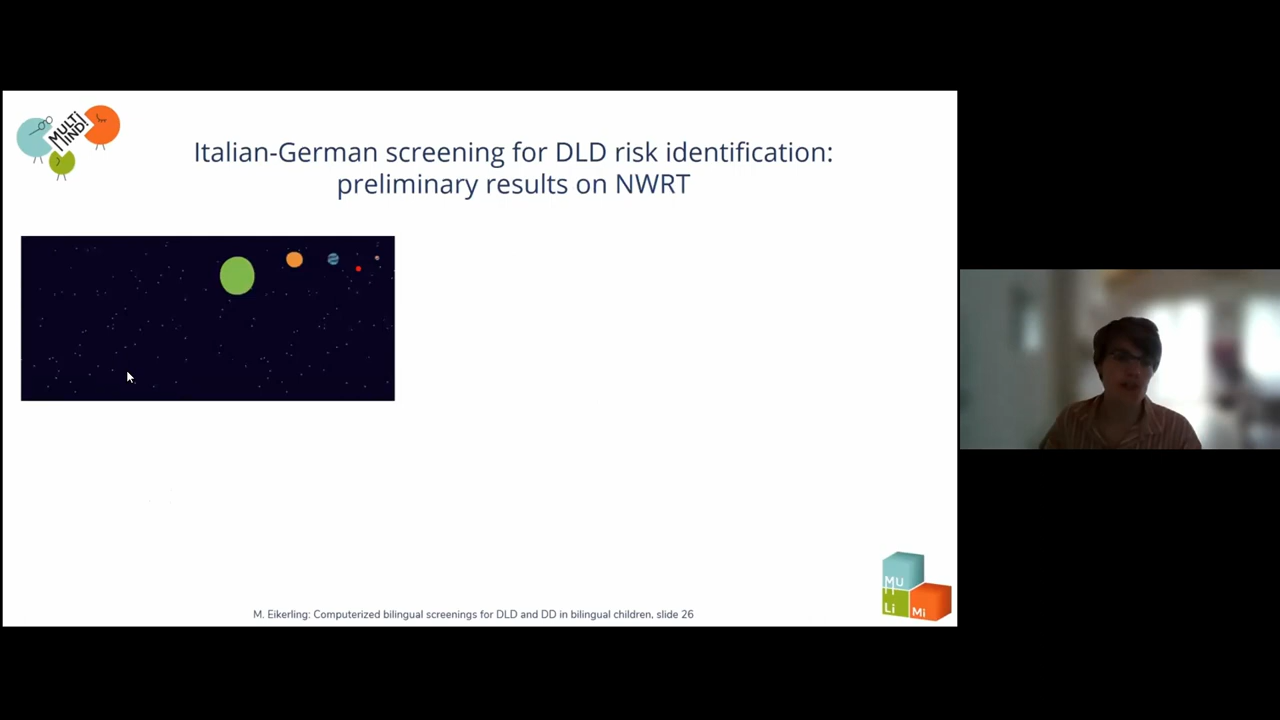 MULTI
MIND!
Italian-German screening for DLD risk identification:
preliminary results on NWRT
MU
LTI
Li
Mi
M. Eikerling: Computerized bilingual screenings for DLD and DD in bilingual children, slide 26